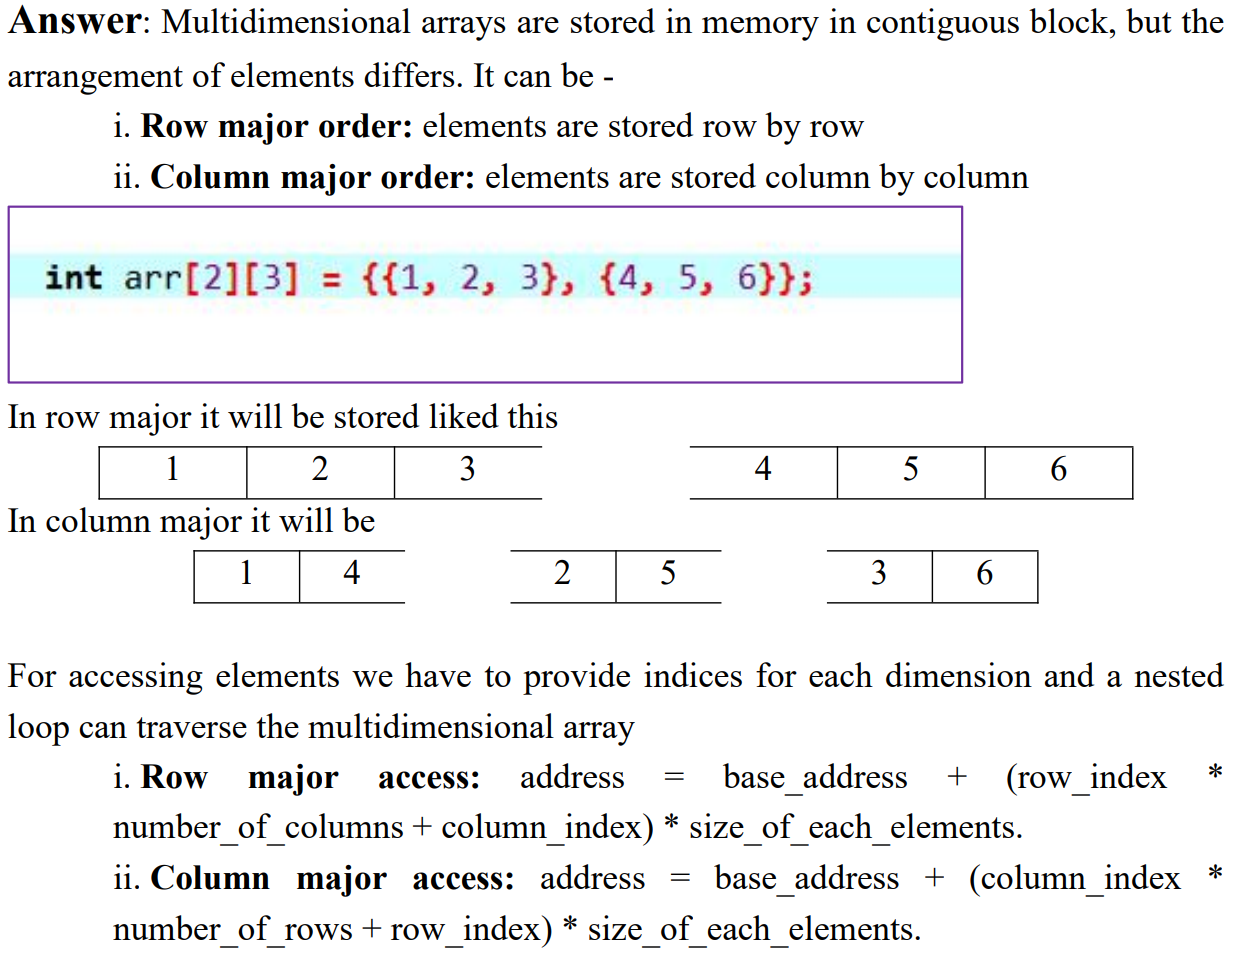 Answer: Multidimensional arrays are stored in memory in contiguous block, but the
arrangement of elements differs. It can be -
i. Row major order: elements are stored row by row
ii. Column major order: elements are stored column by column
int arr[2][3] = {{1, 2, 3}, {4, 5, 6}};
In row major it will be stored liked this
1 2 3 4 5 6
In column major it will be
1 4 2 5 3 6
For accessing elements we have to provide indices for each dimension and a nested
loop can traverse the multidimensional array
i. Row major access: address = base_address + (row_index *
number_of_columns + column_index) * size_of_each_elements.
ii. Column major access: address = base_address + (column_index *
number_of_rows + row_index) * size_of_each_elements.